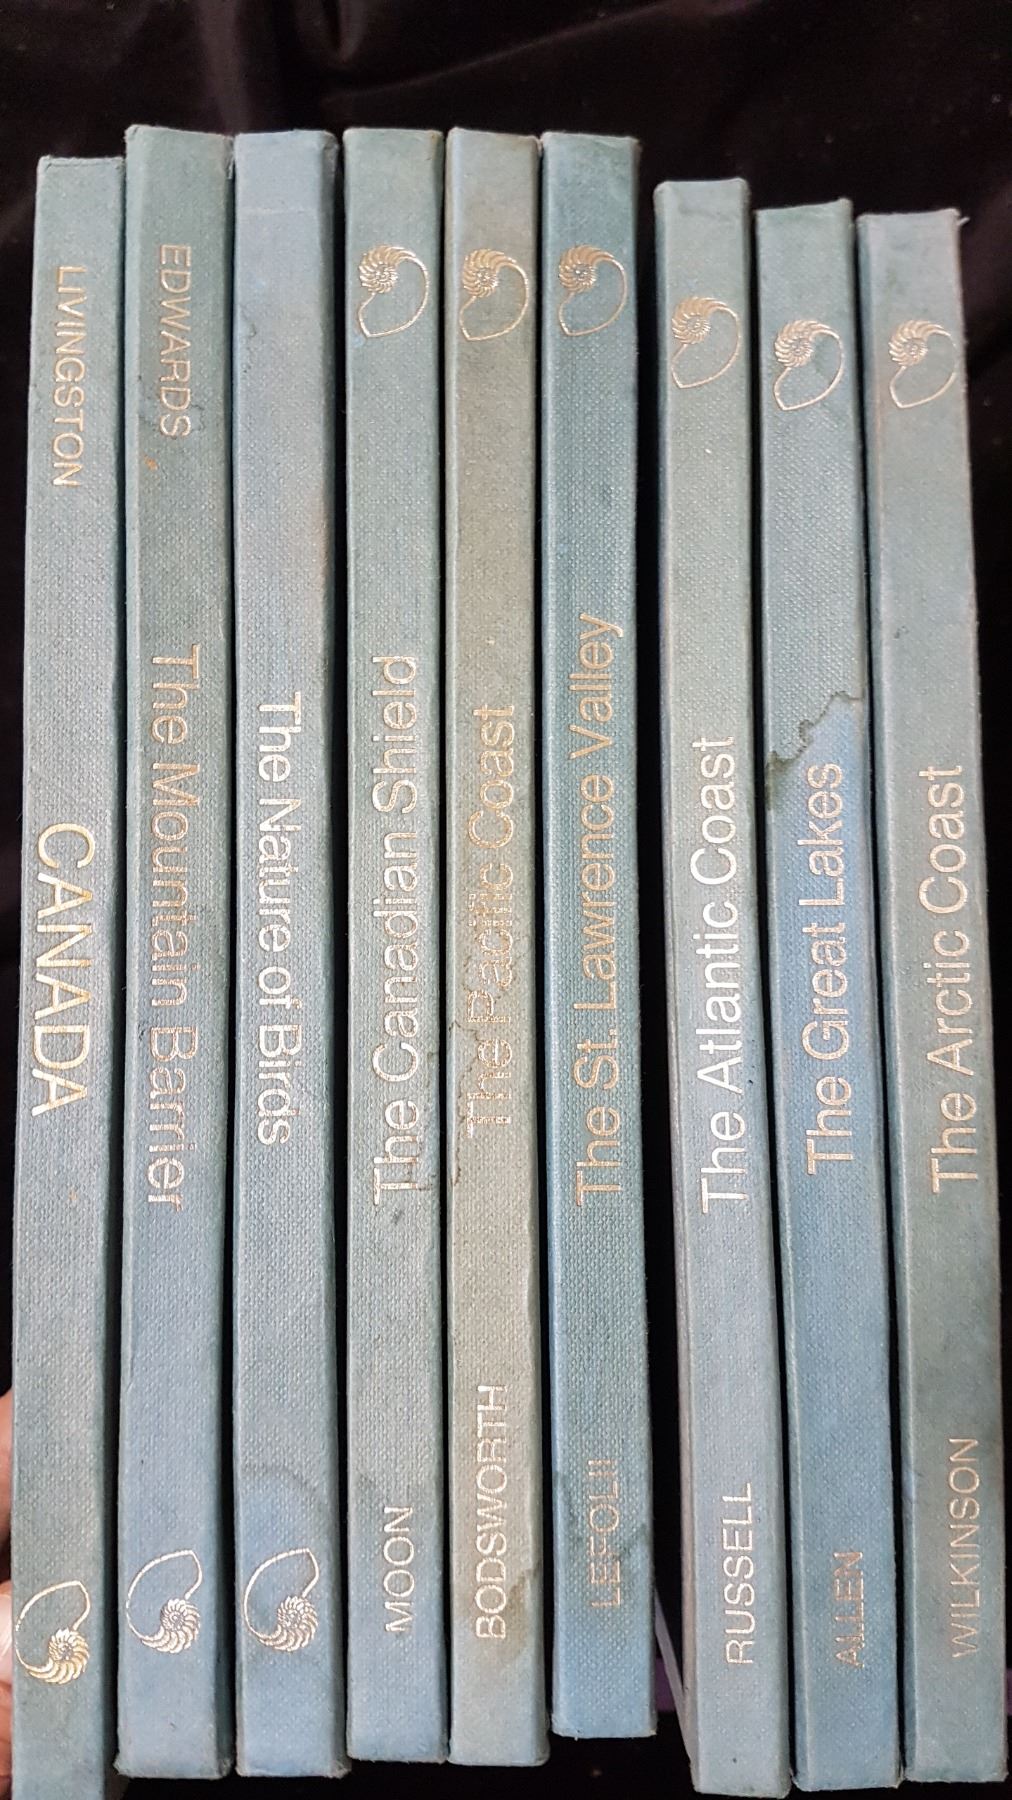 LIVINGSTON
CANADA
EDWARDS
The Mountain Barrier
The Nature of Birds
The Canadian Shield
MOON
The Pacific Coast
BODSWORTH
The St. Lawrence Valley
LEFOLII
The Atlantic Coast
RUSSELL
The Great Lakes
ALLEN
The Arctic Coast
WILKINSON